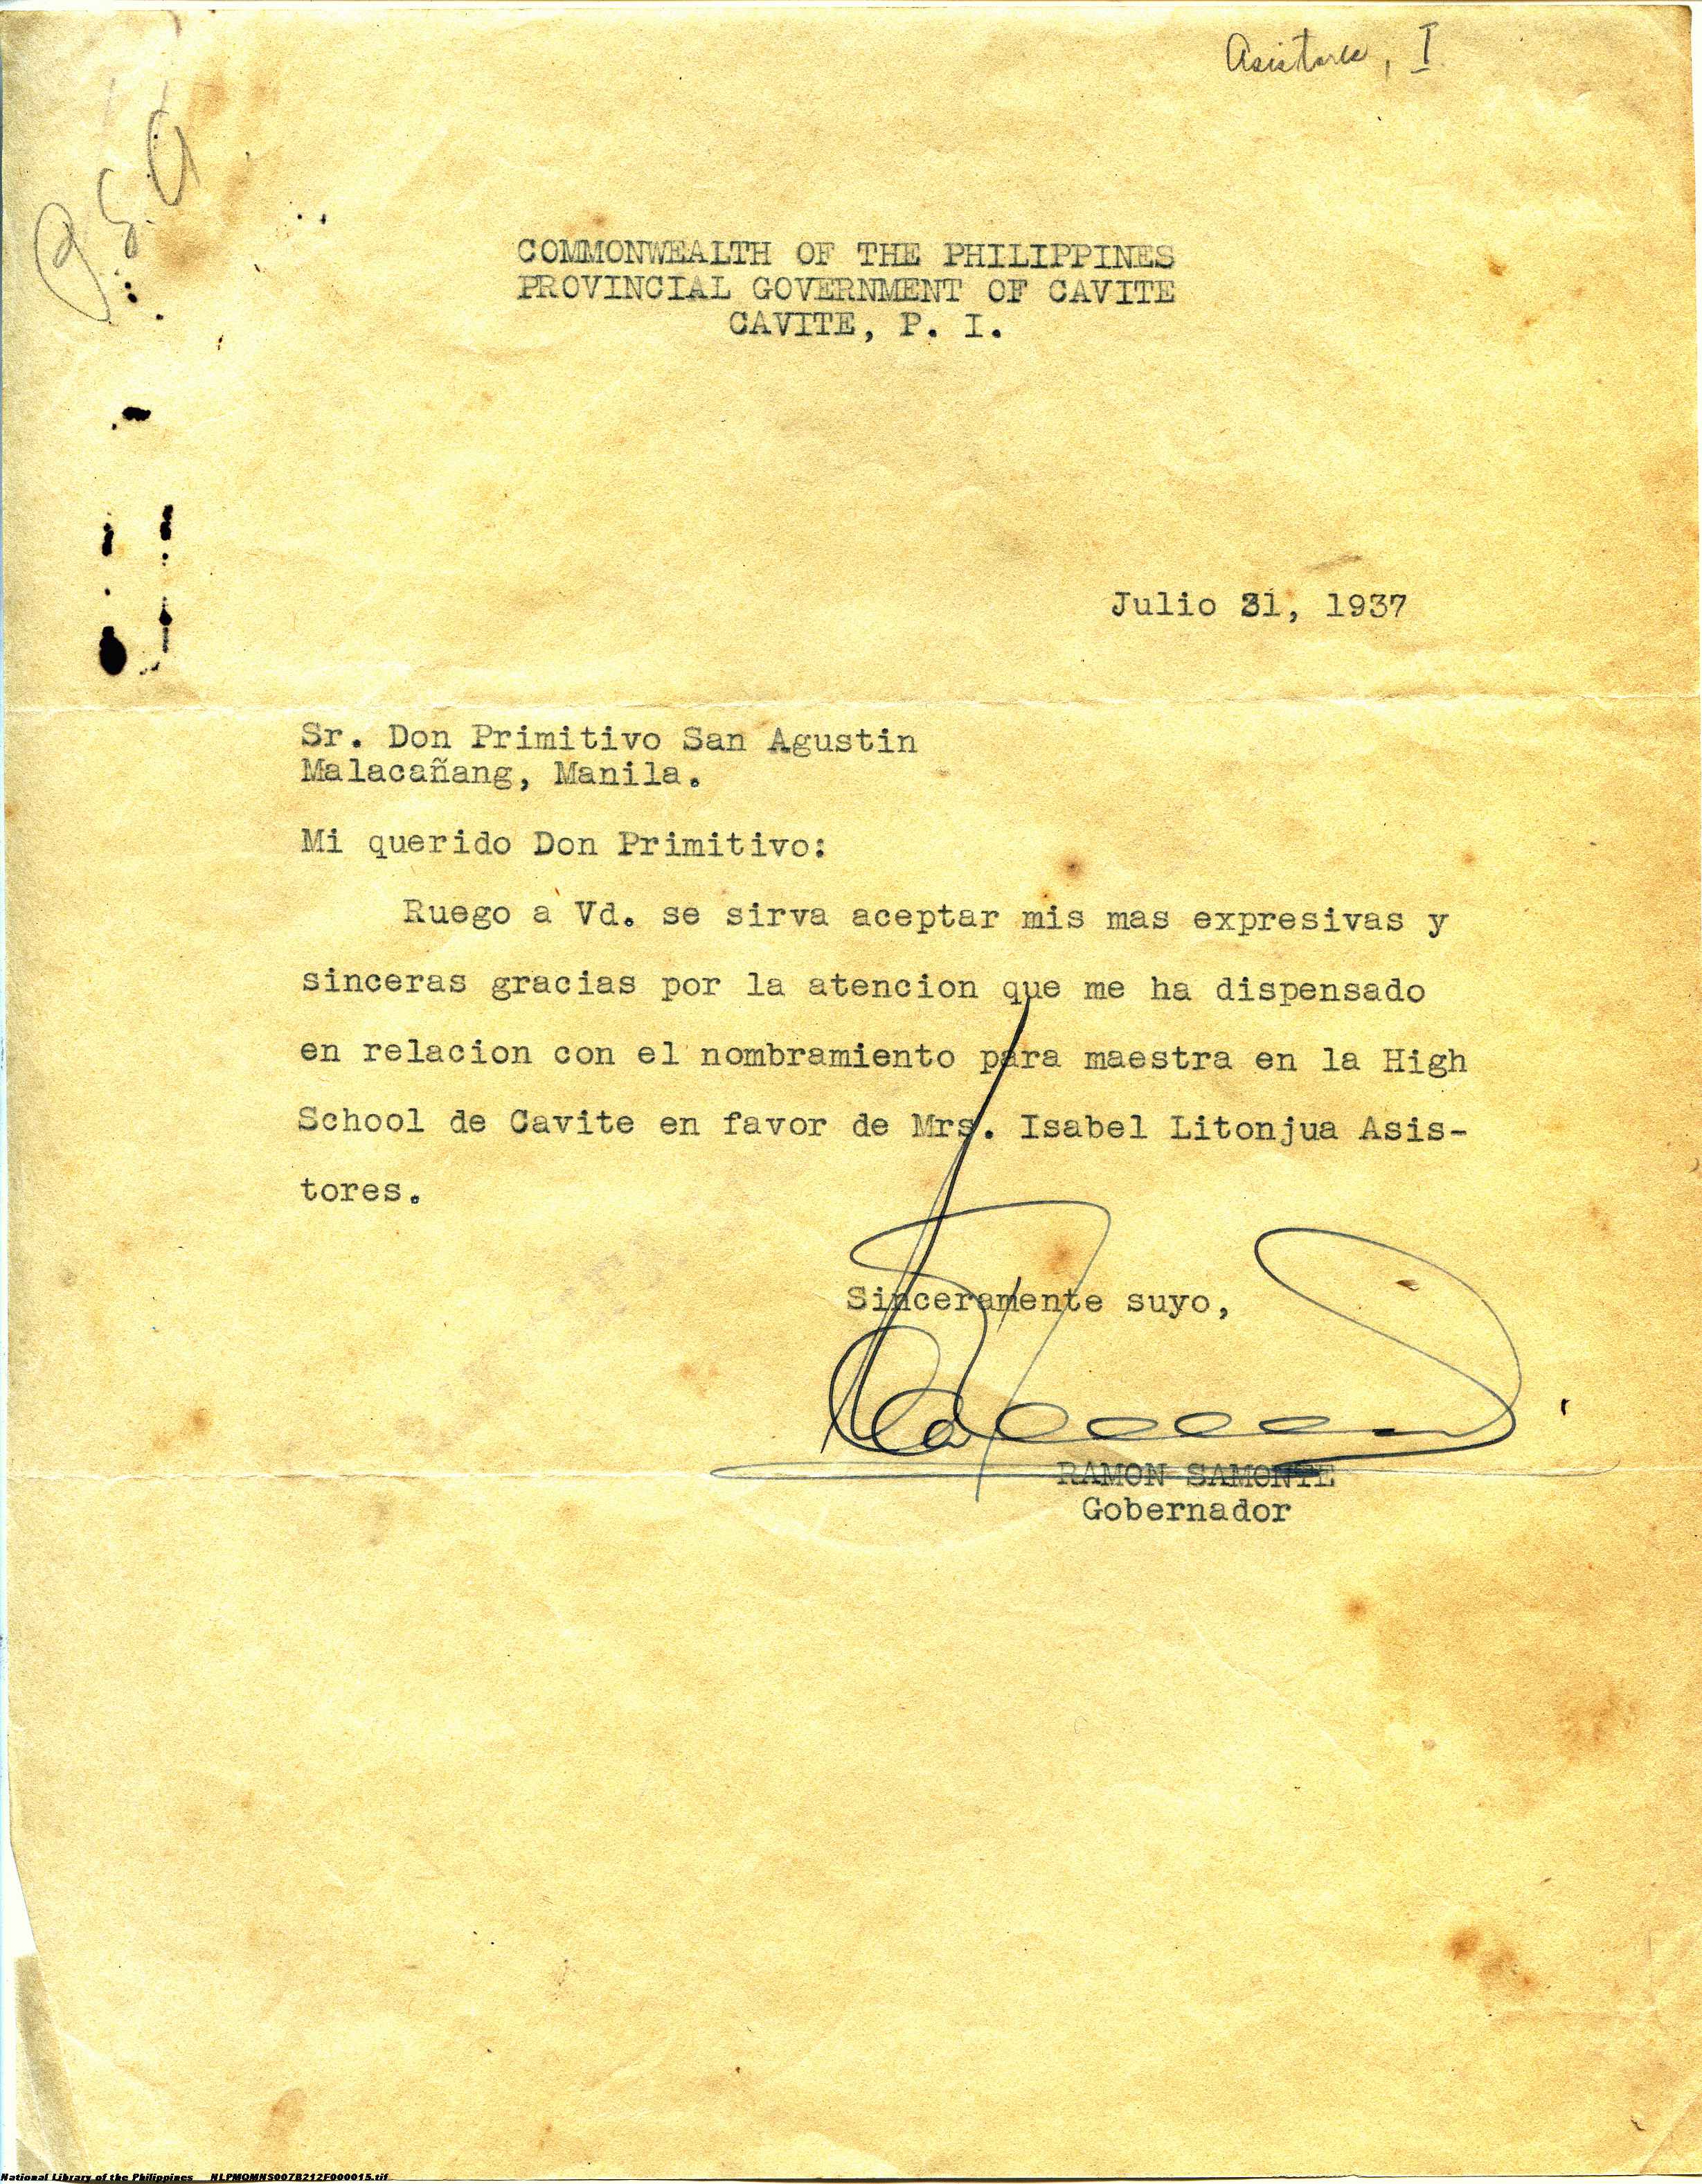 Asistores, I
P.S.A.
COMMONWEALTH OF THE PHILIPPINES
PROVINCIAL GOVERNMENT OF CAVITE
CAVITE, P. I.
Julio 31, 1937
Sr. Don Primitivo San Agustin
Malacañang, Manila.
Mi querido Don Primitivo:
Ruego a Vd. se sirva aceptar mis mas expresivas y
sinceras gracias por la atencion que me ha dispensado
en relacion con el nombramiento para maestra en la High
School de Cavite en favor de Mrs. Isabel Litonjua Asis-
tores.
Sinceramente suyo,
RAMON SAMONTE
Gobernador
National Library of the Philippines NLPMQMNS007B212F000015.tif